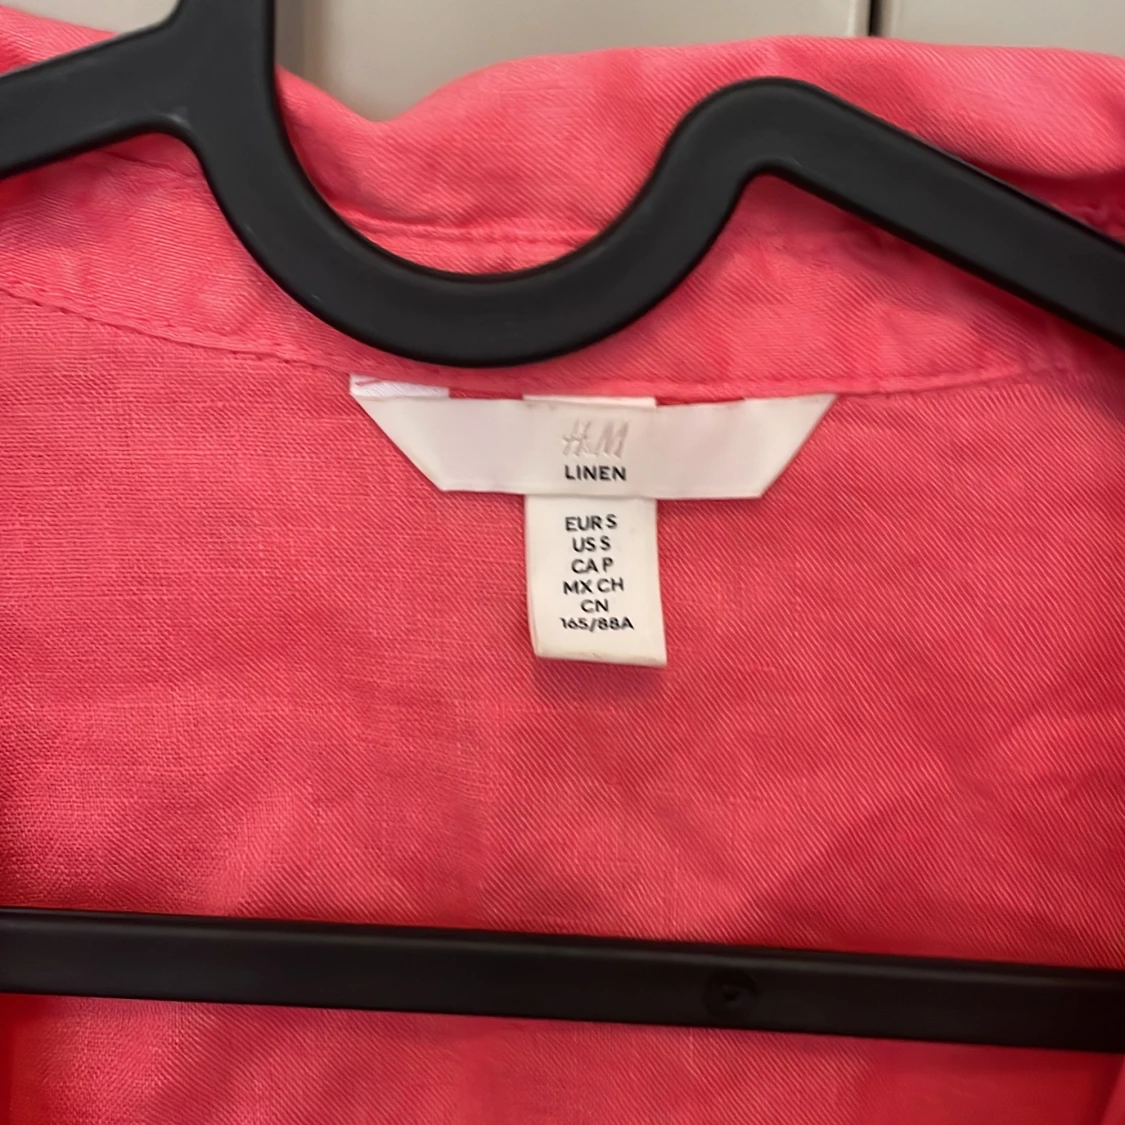 H&M
LINEN
EUR S
US S
CA P
MX CH
CN
165/88A